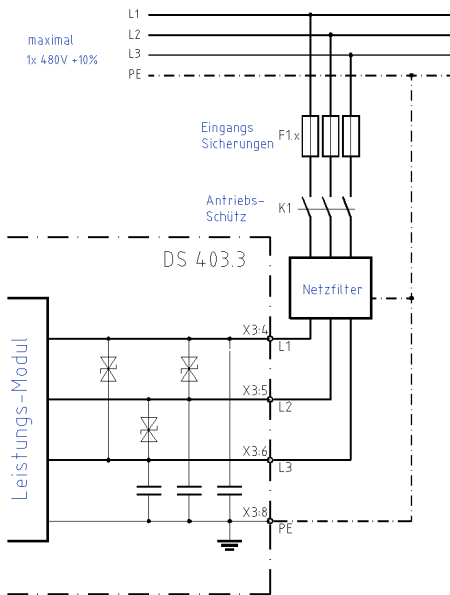 L1
L2
maximal
L3
1x 480V +10%
PE
Eingangs
Sicherungen
F1.x
Antriebs-
Schütz
K1
DS 403.3
Netzfilter
X3:4
L1
Leistungs-Modul
X3:5
L2
X3:6
L3
X3:8
PE